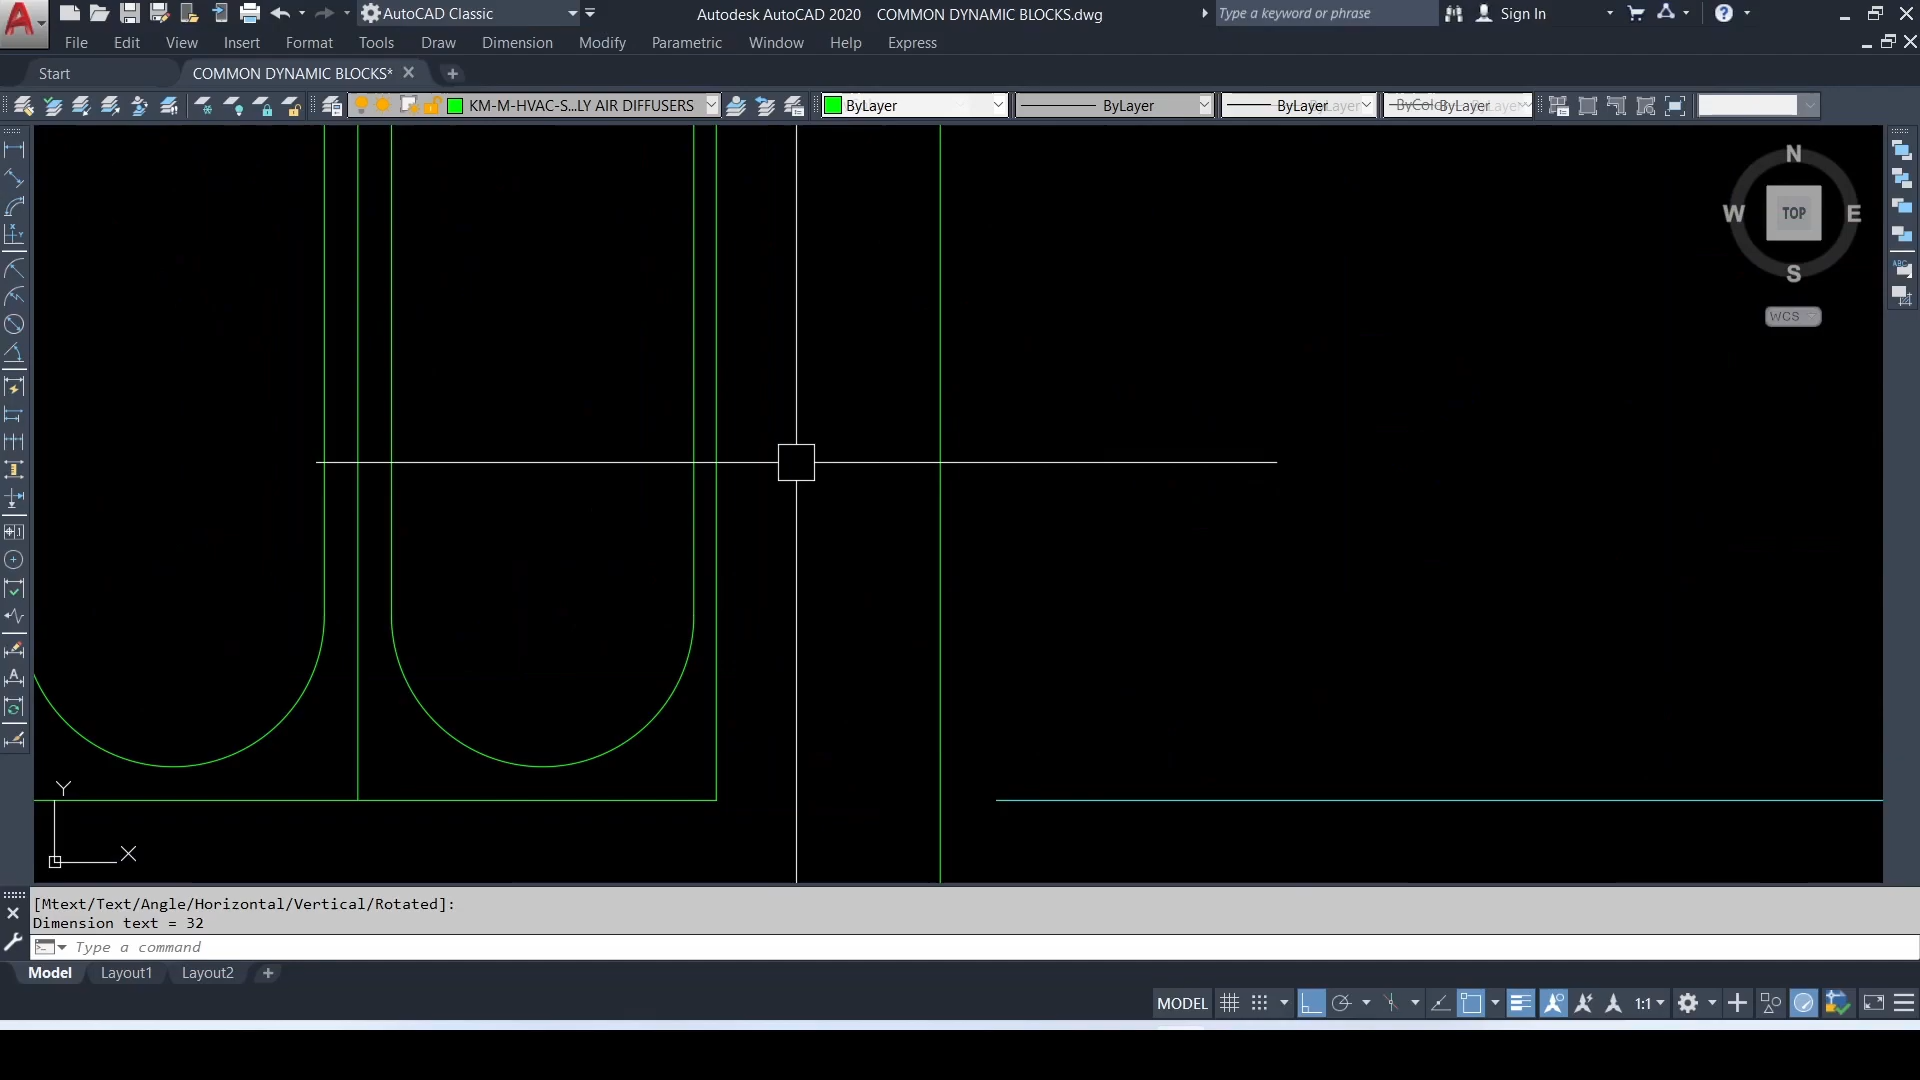 AutoCAD Classic
Autodesk AutoCAD 2020 COMMON DYNAMIC BLOCKS.dwg
Type a keyword or phrase
Sign In
File Edit View Insert Format Tools Draw Dimension Modify Parametric Window Help Express
Start
COMMON DYNAMIC BLOCKS*
KM-M-HVAC-S...LY AIR DIFFUSERS
ByLayer
ByLayer
ByLayer
ByLayer
N
W
TOP
E
S
WCS
Y
X
[Mtext/Text/Angle/Horizontal/Vertical/Rotated]:
Dimension text = 32
Type a command
Model Layout1 Layout2
MODEL
1:1